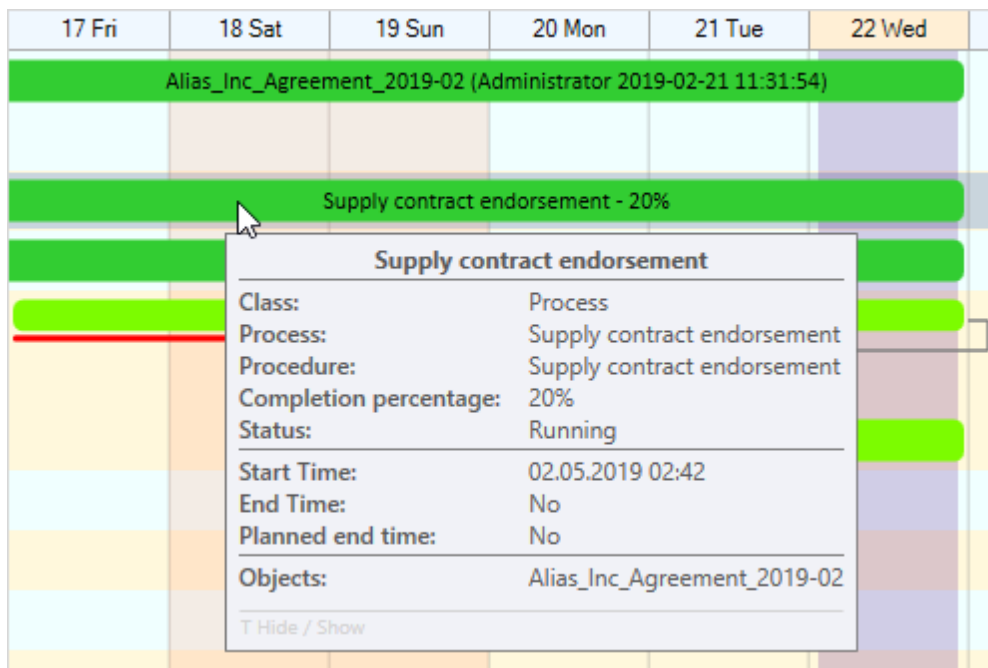 17 Fri 18 Sat 19 Sun 20 Mon 21 Tue 22 Wed
Alias_Inc_Agreement_2019-02 (Administrator 2019-02-21 11:31:54)
Supply contract endorsement - 20%
Supply contract endorsement
Class: Process
Process: Supply contract endorsement
Procedure: Supply contract endorsement
Completion percentage: 20%
Status: Running
Start Time: 02.05.2019 02:42
End Time: No
Planned end time: No
Objects: Alias_Inc_Agreement_2019-02
T Hide / Show